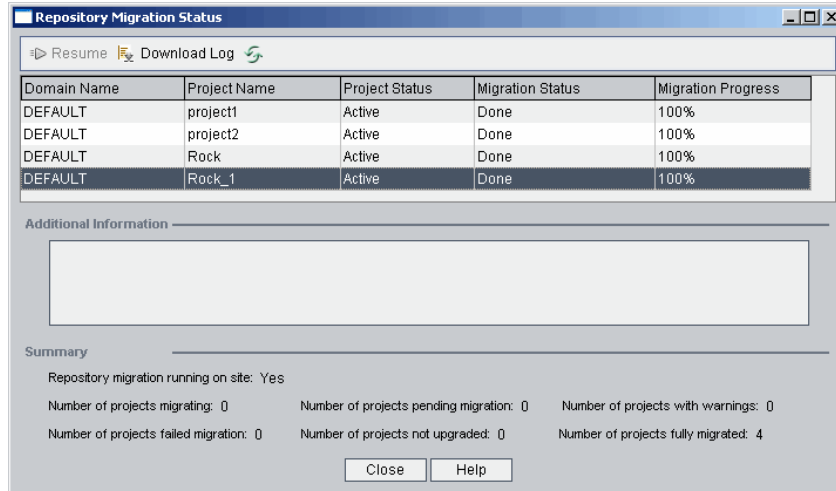 Repository Migration Status
Resume Download Log
Domain Name Project Name Project Status Migration Status Migration Progress
DEFAULT project1 Active Done 100%
DEFAULT project2 Active Done 100%
DEFAULT Rock Active Done 100%
DEFAULT Rock_1 Active Done 100%
Additional Information
Summary
Repository migration running on site: Yes
Number of projects migrating: 0 Number of projects pending migration: 0 Number of projects with warnings: 0
Number of projects failed migration: 0 Number of projects not upgraded: 0 Number of projects fully migrated: 4
Close Help